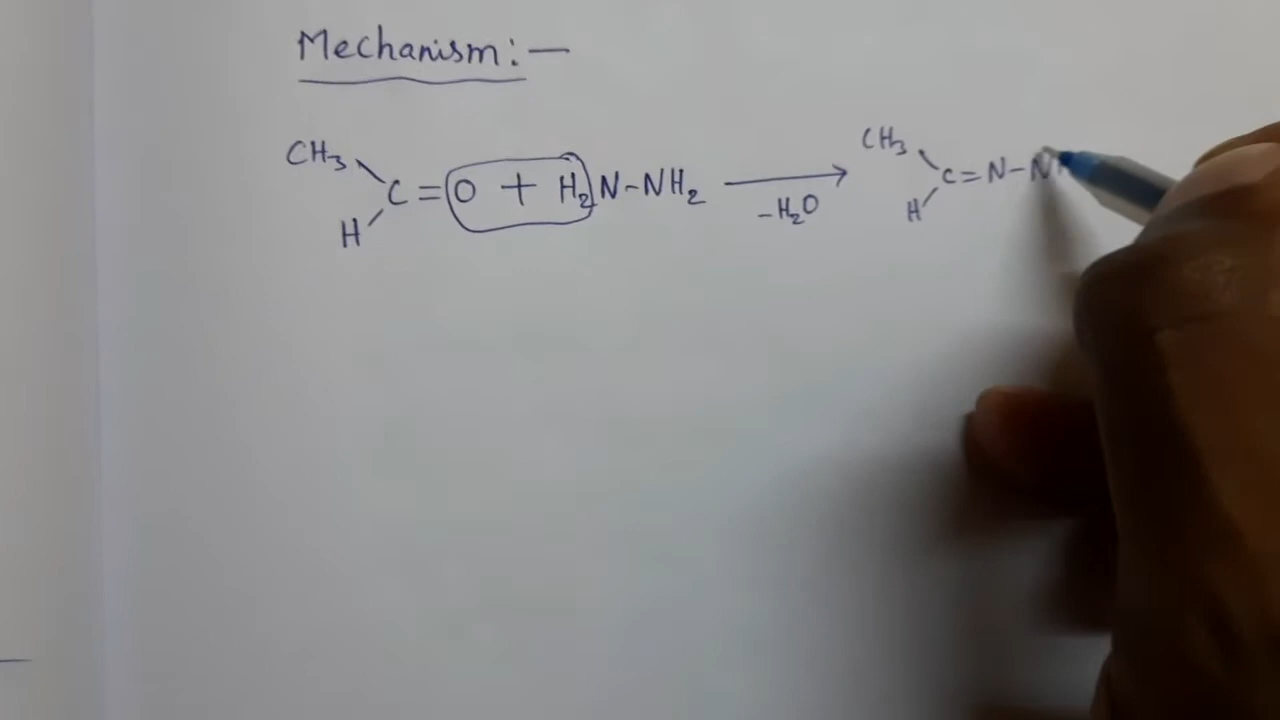 Mechanism:—
CH₃ C=O + H₂N-NH₂ ⟶ CH₃ C=N-N
H -H₂O H